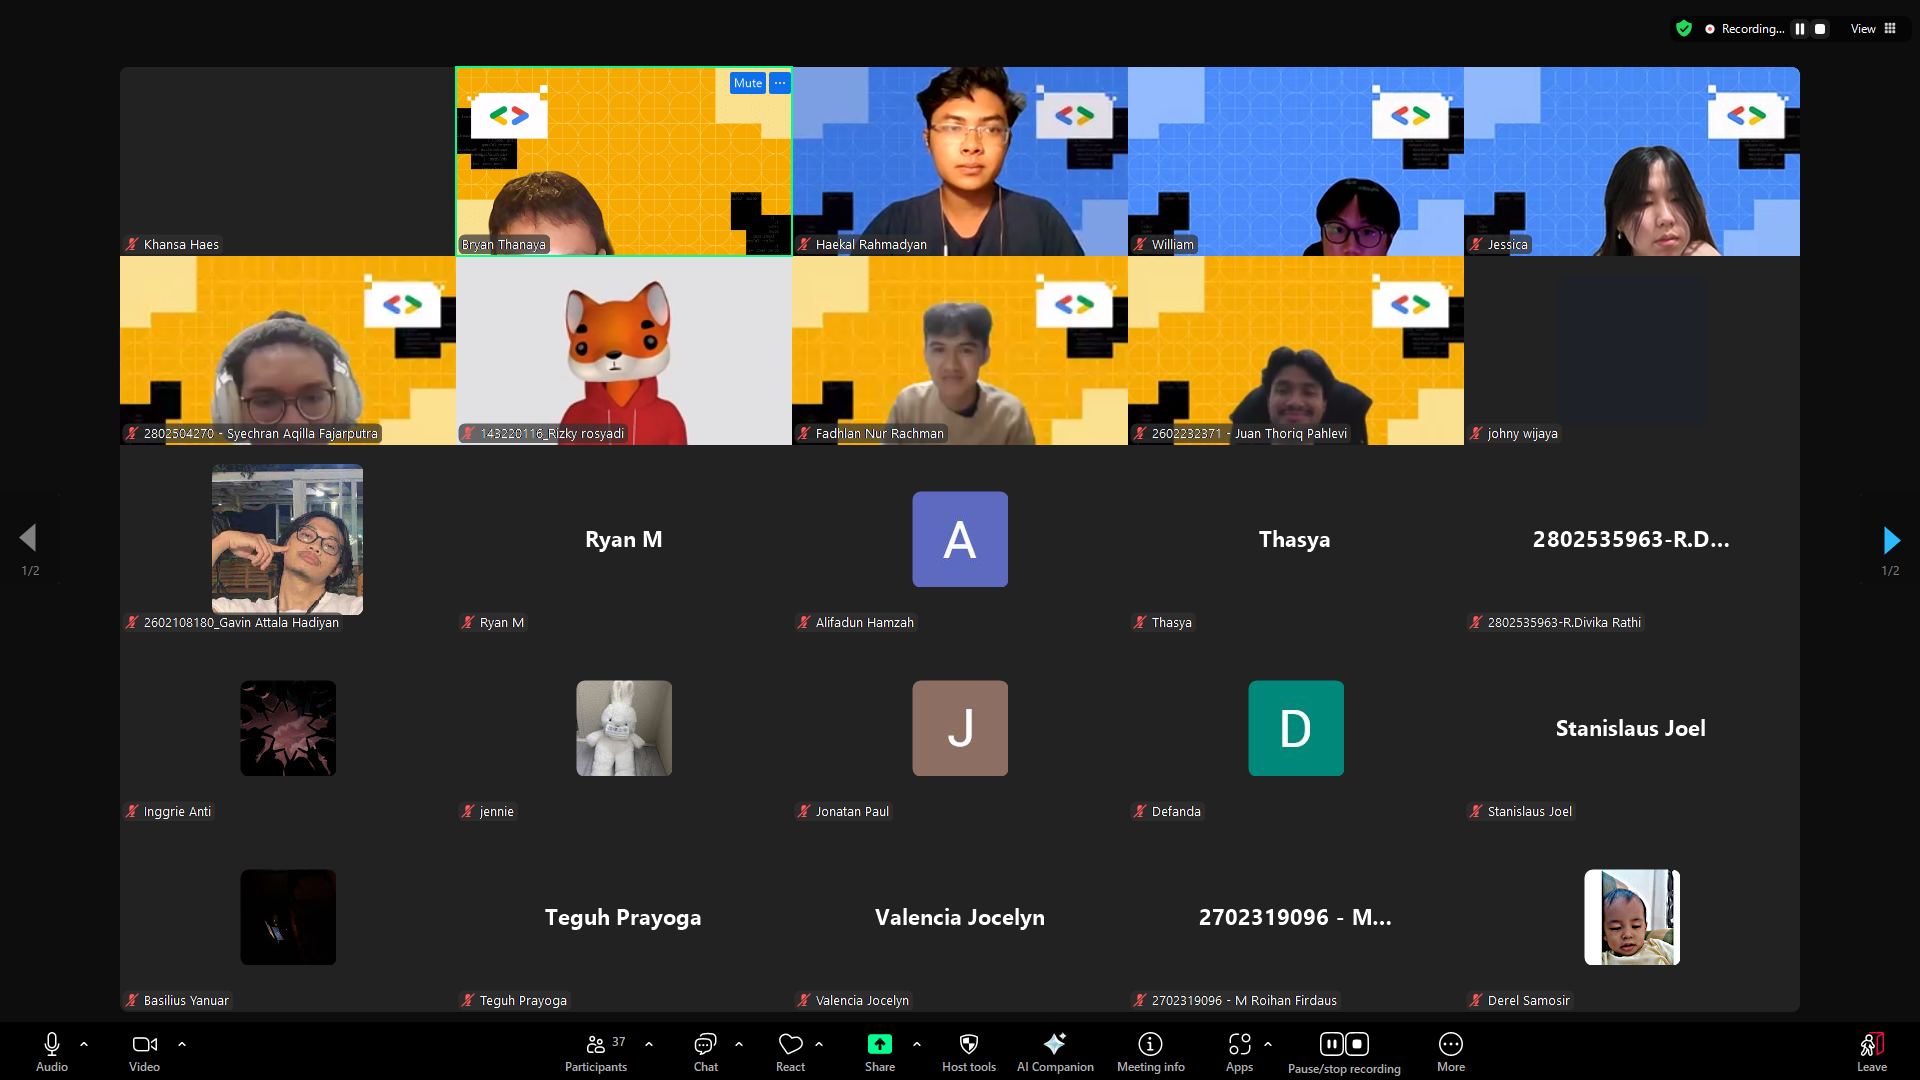 Recording...
View
Mute
Khansa Haes
Bryan Thanaya
Haekal Rahmadyan
William
Jessica
2802504270 - Syechran Aqilla Fajarputra
143220116_Rizky rosyadi
Fadhlan Nur Rachman
2602232371 - Juan Thoriq Pahlevi
johny wijaya
Ryan M
A
Thasya
2802535963-R.D...
1/2
1/2
2602108180_Gavin Attala Hadiyan
Ryan M
Alifadun Hamzah
Thasya
2802535963-R.Divika Rathi
J
D
Stanislaus Joel
Inggrie Anti
jennie
Jonatan Paul
Defanda
Stanislaus Joel
Teguh Prayoga
Valencia Jocelyn
2702319096 - M...
Basilius Yanuar
Teguh Prayoga
Valencia Jocelyn
2702319096 - M Roihan Firdaus
Derel Samosir
37
Audio
Video
Participants
Chat
React
Share
Host tools
AI Companion
Meeting info
Apps
Pause/stop recording
More
Leave